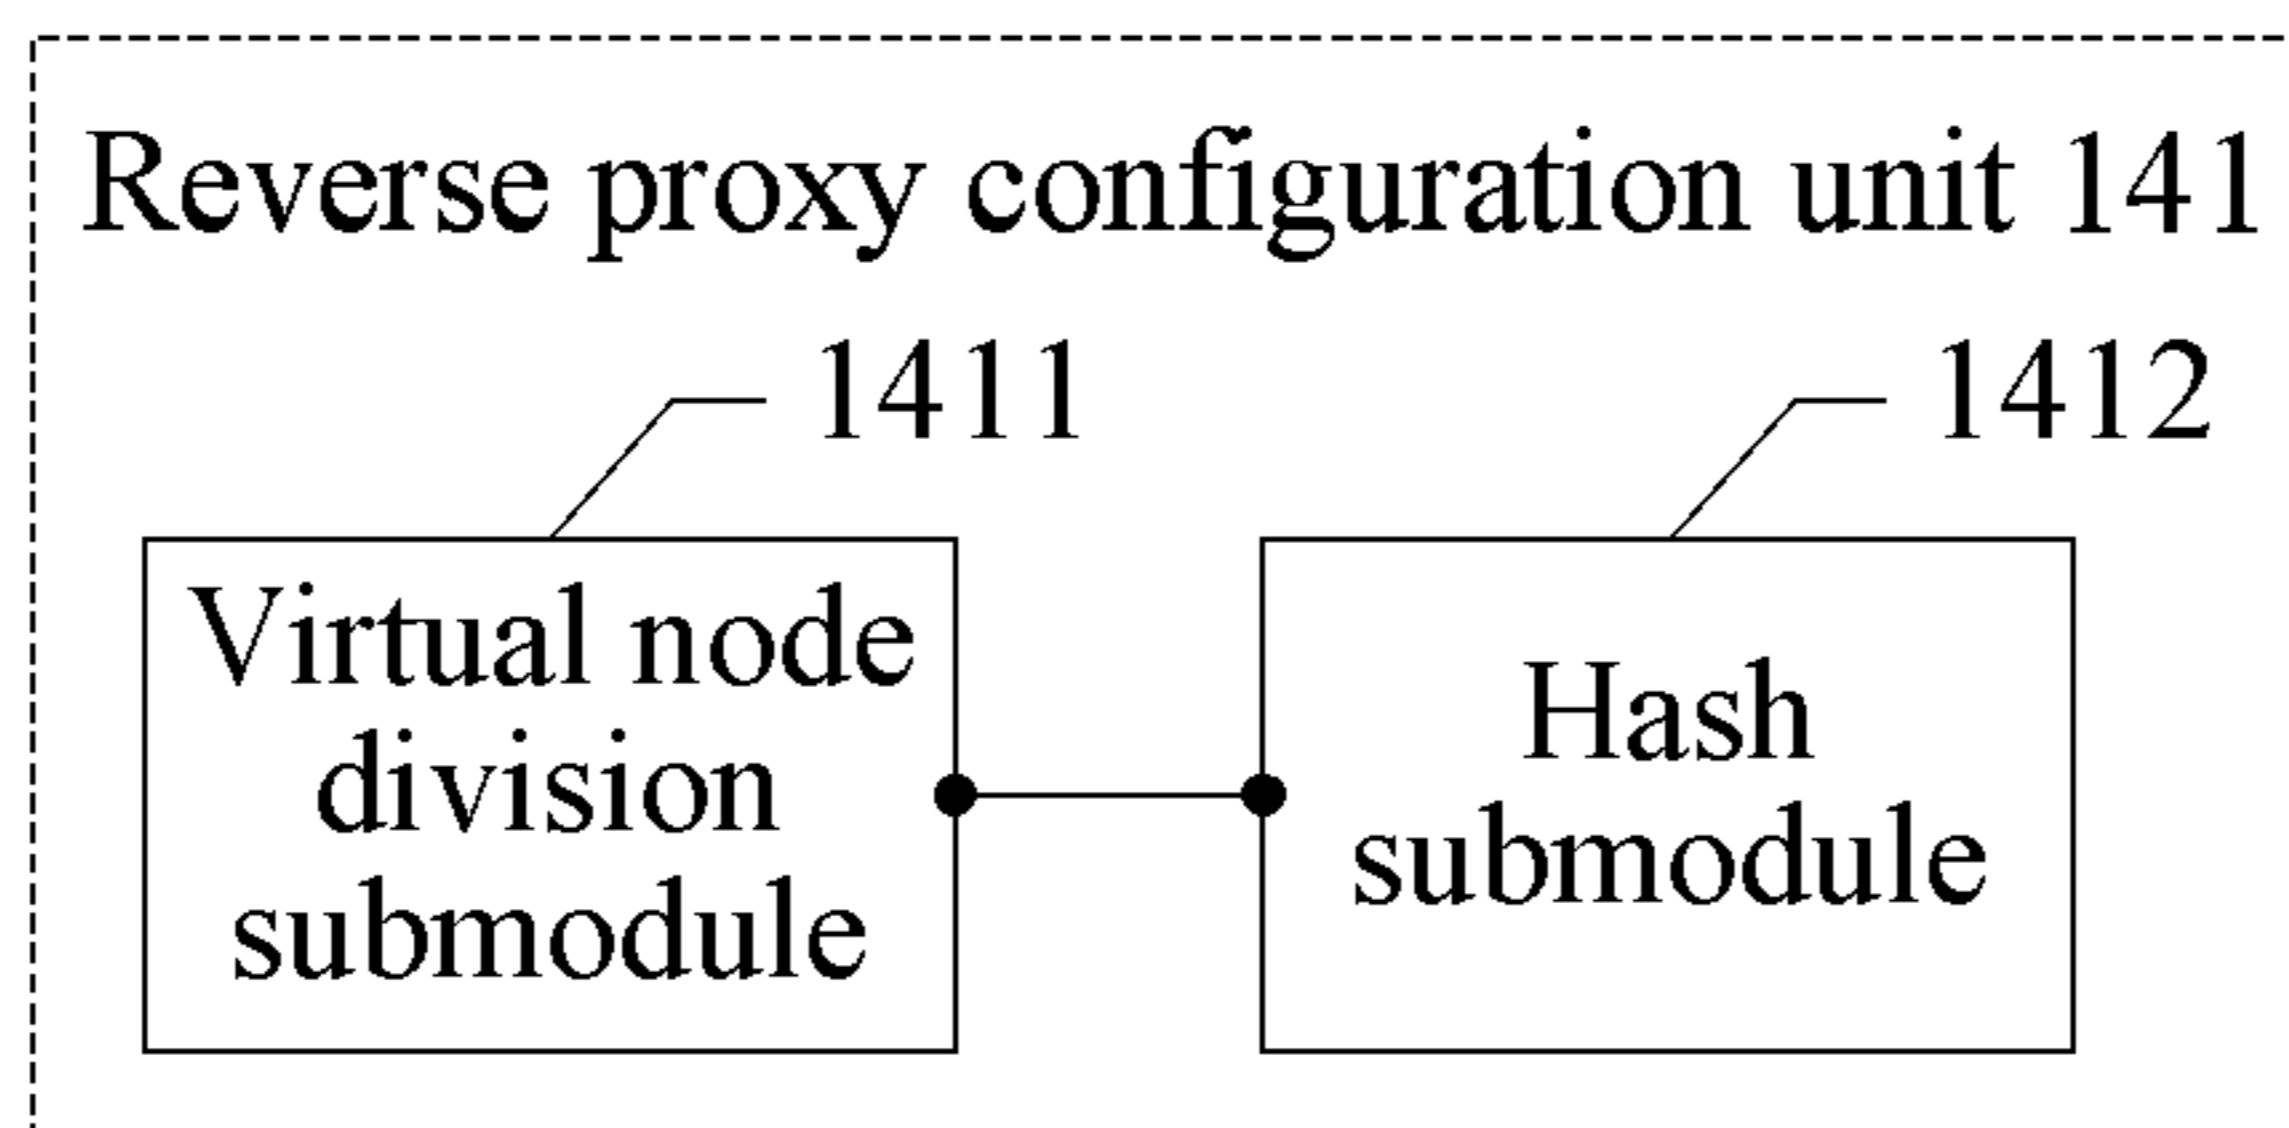 Reverse proxy configuration unit 141
1411
1412
Virtual node
division
submodule
Hash
submodule